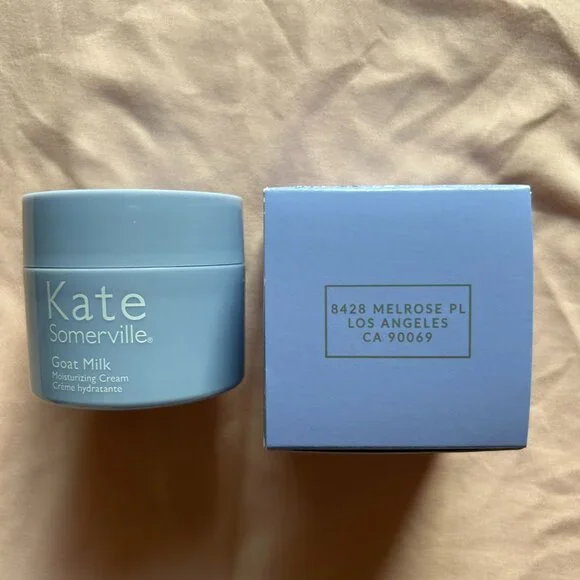 Kate
Somerville®
Goat Milk
Moisturizing Cream
Crème hydratante
8428 MELROSE PL
LOS ANGELES
CA 90069